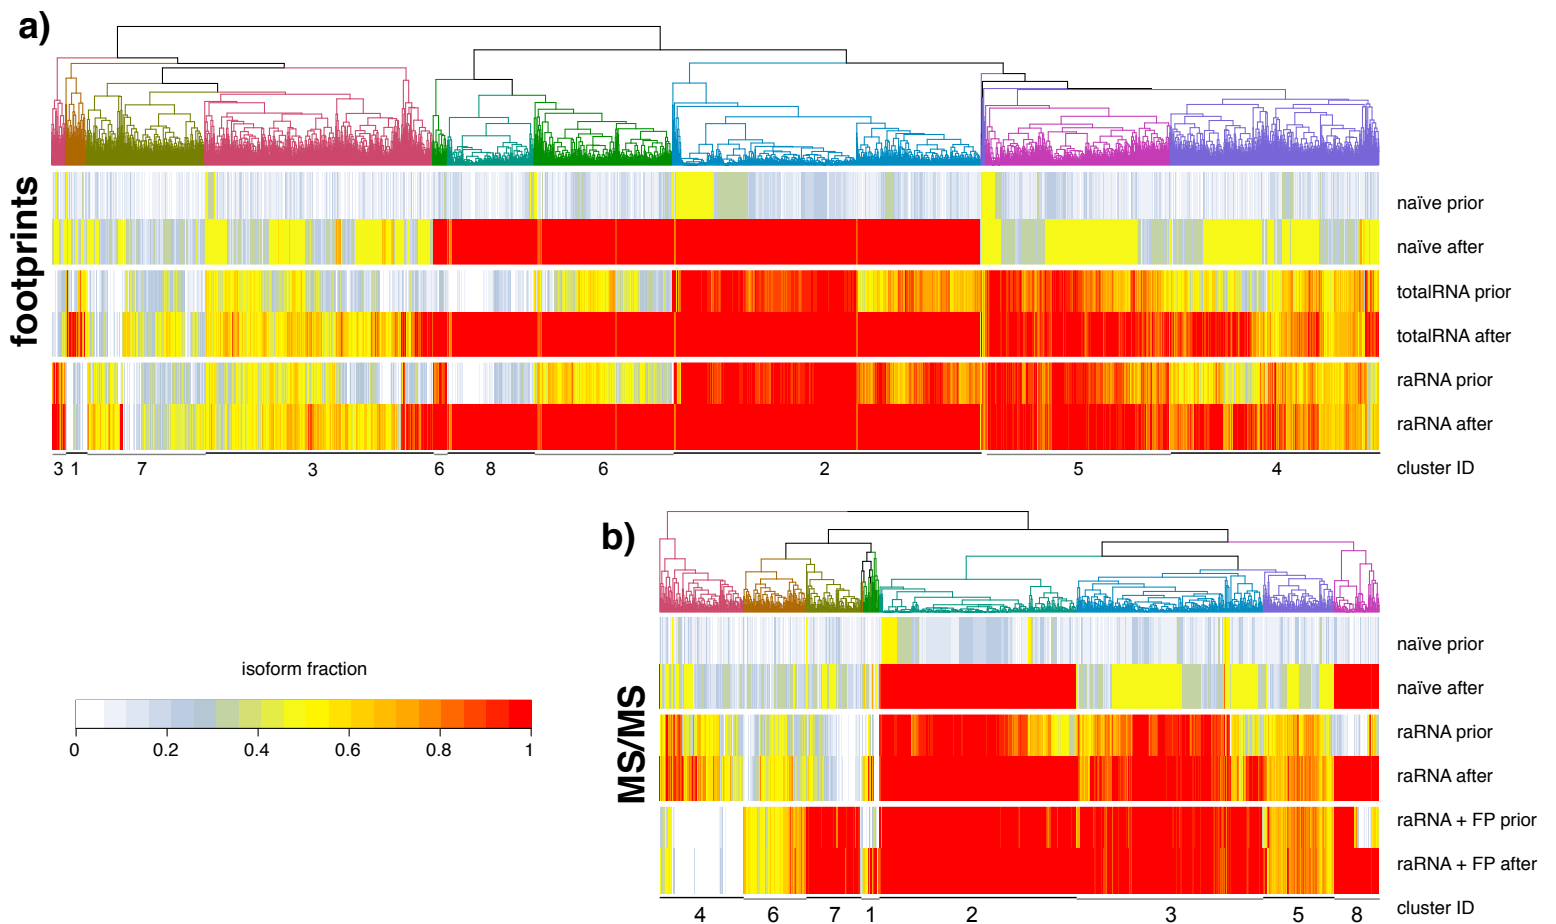 a)
footprints
naïve prior
naïve after
totalRNA prior
totalRNA after
raRNA prior
raRNA after
3 1 7 3 6 8 6 2 5 4 cluster ID
b)
MS/MS
naïve prior
naïve after
raRNA prior
raRNA after
raRNA + FP prior
raRNA + FP after
4 6 7 1 2 3 5 8 cluster ID
isoform fraction
0 0.2 0.4 0.6 0.8 1